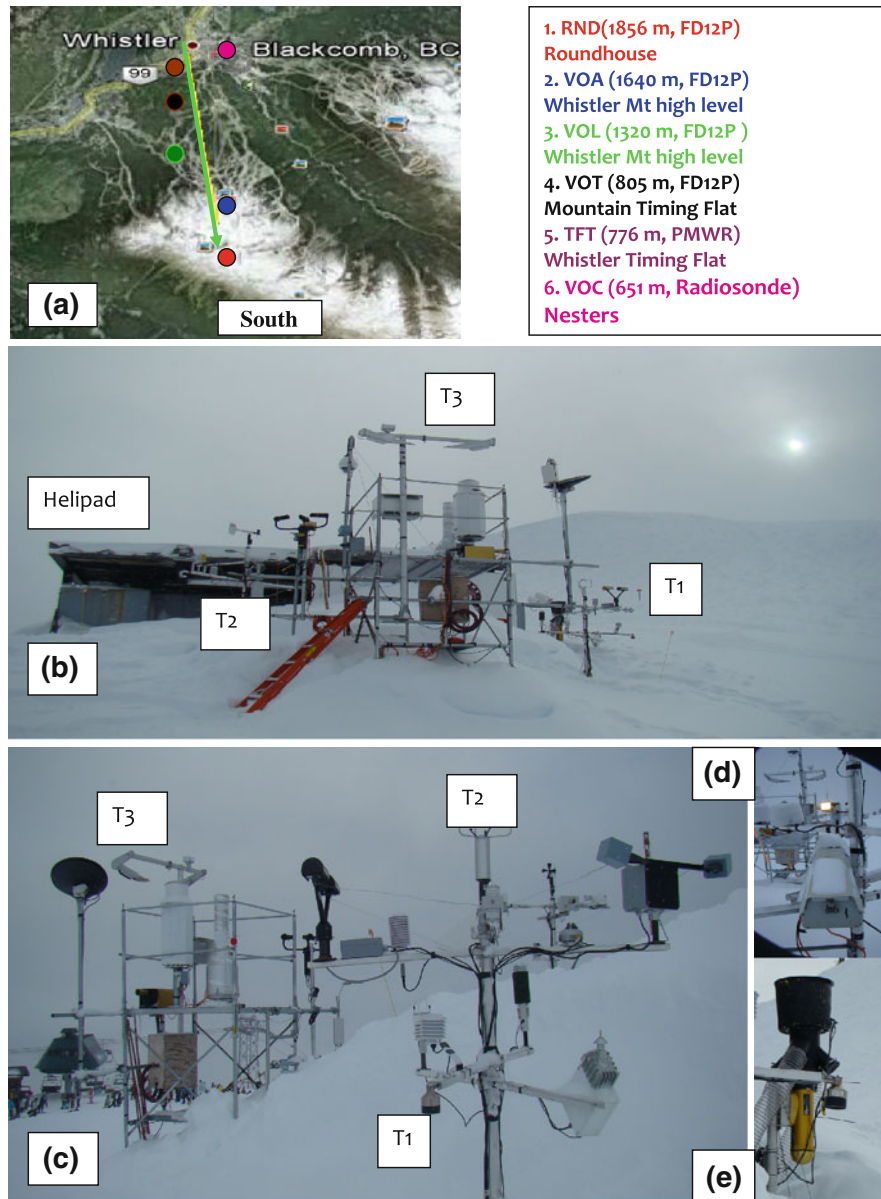 Whistler
Blackcomb, BC
99
(a)
South
1. RND(1856 m, FD12P)
Roundhouse
2. VOA (1640 m, FD12P)
Whistler Mt high level
3. VOL (1320 m, FD12P )
Whistler Mt high level
4. VOT (805 m, FD12P)
Mountain Timing Flat
5. TFT (776 m, PMWR)
Whistler Timing Flat
6. VOC (651 m, Radiosonde)
Nesters
T3
Helipad
T1
T2
(b)
(d)
T2
T3
T1
(c)
(e)